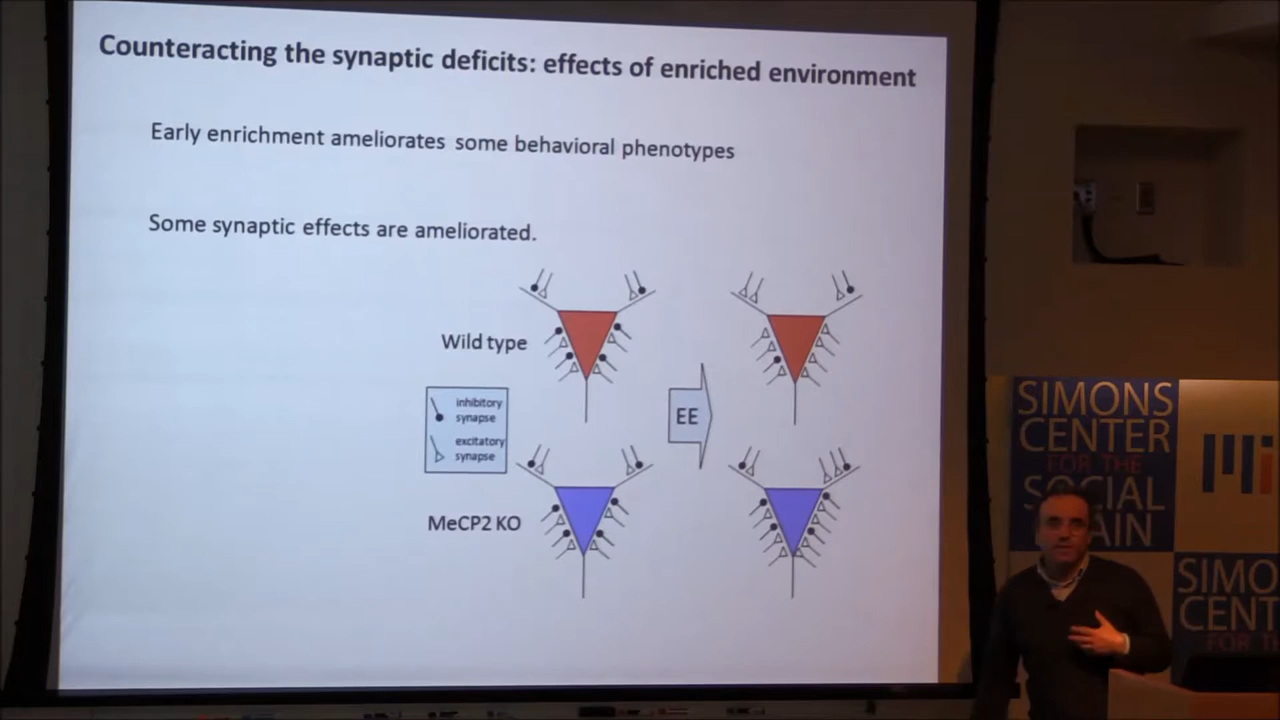 Counteracting the synaptic deficits: effects of enriched environment
Early enrichment ameliorates some behavioral phenotypes
Some synaptic effects are ameliorated.
Wild type
inhibitory
synapse
excitatory
synapse
EE
MeCP2 KO
SIMONS
CENTER
FOR THE
SOCIAL
BRAIN
SIMO
CENT
FOR T